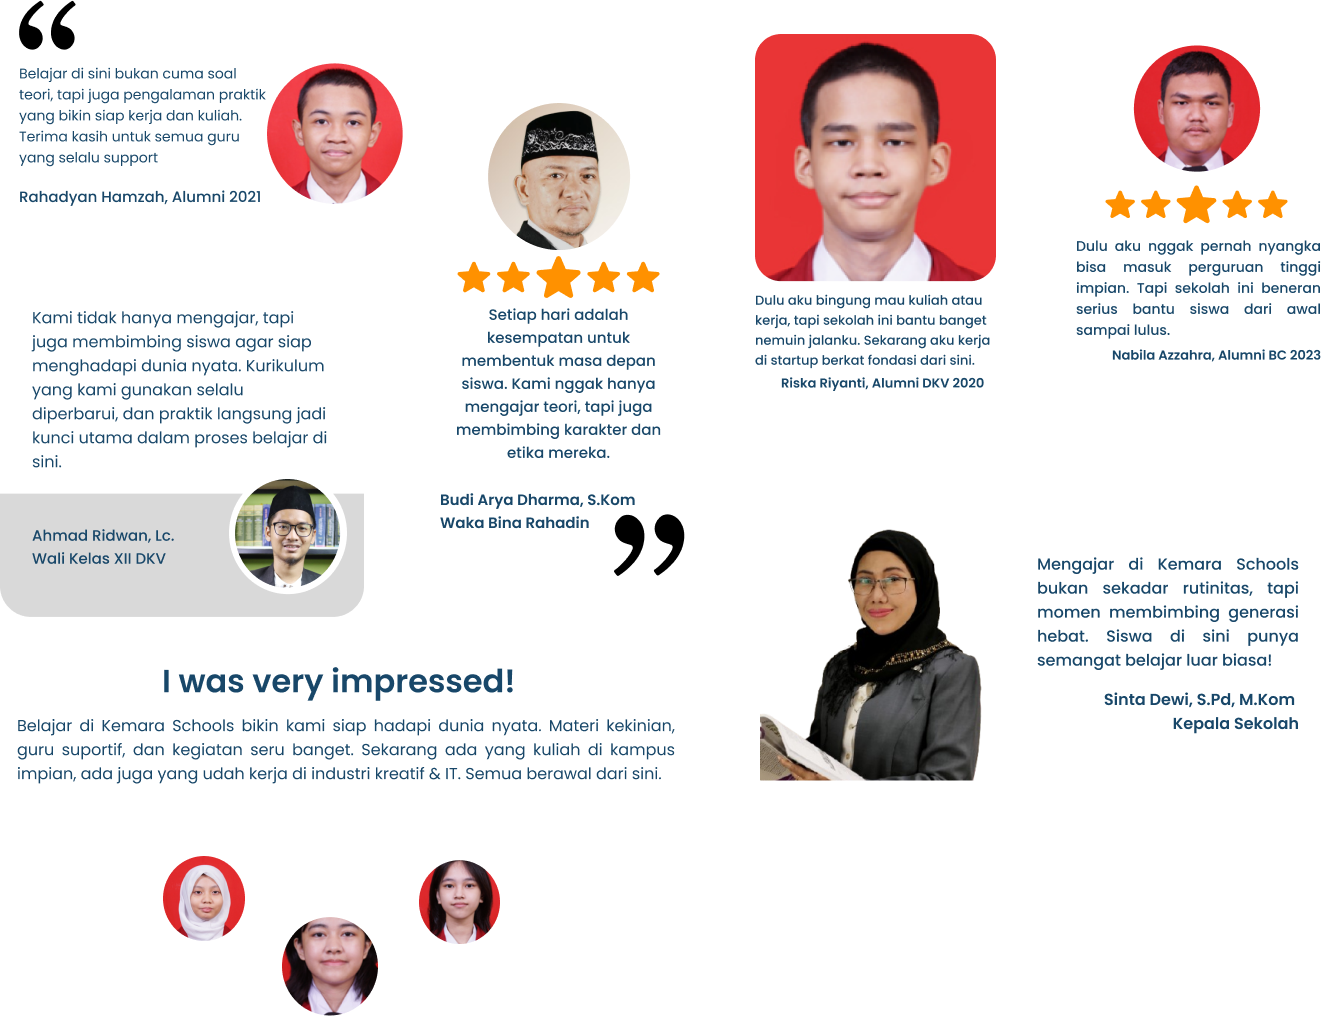 “
Belajar di sini bukan cuma soal
teori, tapi juga pengalaman praktik
yang bikin siap kerja dan kuliah.
Terima kasih untuk semua guru
yang selalu support
Rahadyan Hamzah, Alumni 2021
Kami tidak hanya mengajar, tapi
juga membimbing siswa agar siap
menghadapi dunia nyata. Kurikulum
yang kami gunakan selalu
diperbarui, dan praktik langsung jadi
kunci utama dalam proses belajar di
sini.
Ahmad Ridwan, Lc.
Wali Kelas XII DKV
Setiap hari adalah
kesempatan untuk
membentuk masa depan
siswa. Kami nggak hanya
mengajar teori, tapi juga
membimbing karakter dan
etika mereka.
Budi Arya Dharma, S.Kom
Waka Bina Rahadin
”
Dulu aku bingung mau kuliah atau
kerja, tapi sekolah ini bantu banget
nemuin jalanku. Sekarang aku kerja
di startup berkat fondasi dari sini.
Riska Riyanti, Alumni DKV 2020
Dulu aku nggak pernah nyangka
bisa masuk perguruan tinggi
impian. Tapi sekolah ini beneran
serius bantu siswa dari awal
sampai lulus.
Nabila Azzahra, Alumni BC 2023
Mengajar di Kemara Schools
bukan sekadar rutinitas, tapi
momen membimbing generasi
hebat. Siswa di sini punya
semangat belajar luar biasa!
Sinta Dewi, S.Pd, M.Kom
Kepala Sekolah
I was very impressed!
Belajar di Kemara Schools bikin kami siap hadapi dunia nyata. Materi kekinian,
guru suportif, dan kegiatan seru banget. Sekarang ada yang kuliah di kampus
impian, ada juga yang udah kerja di industri kreatif & IT. Semua berawal dari sini.